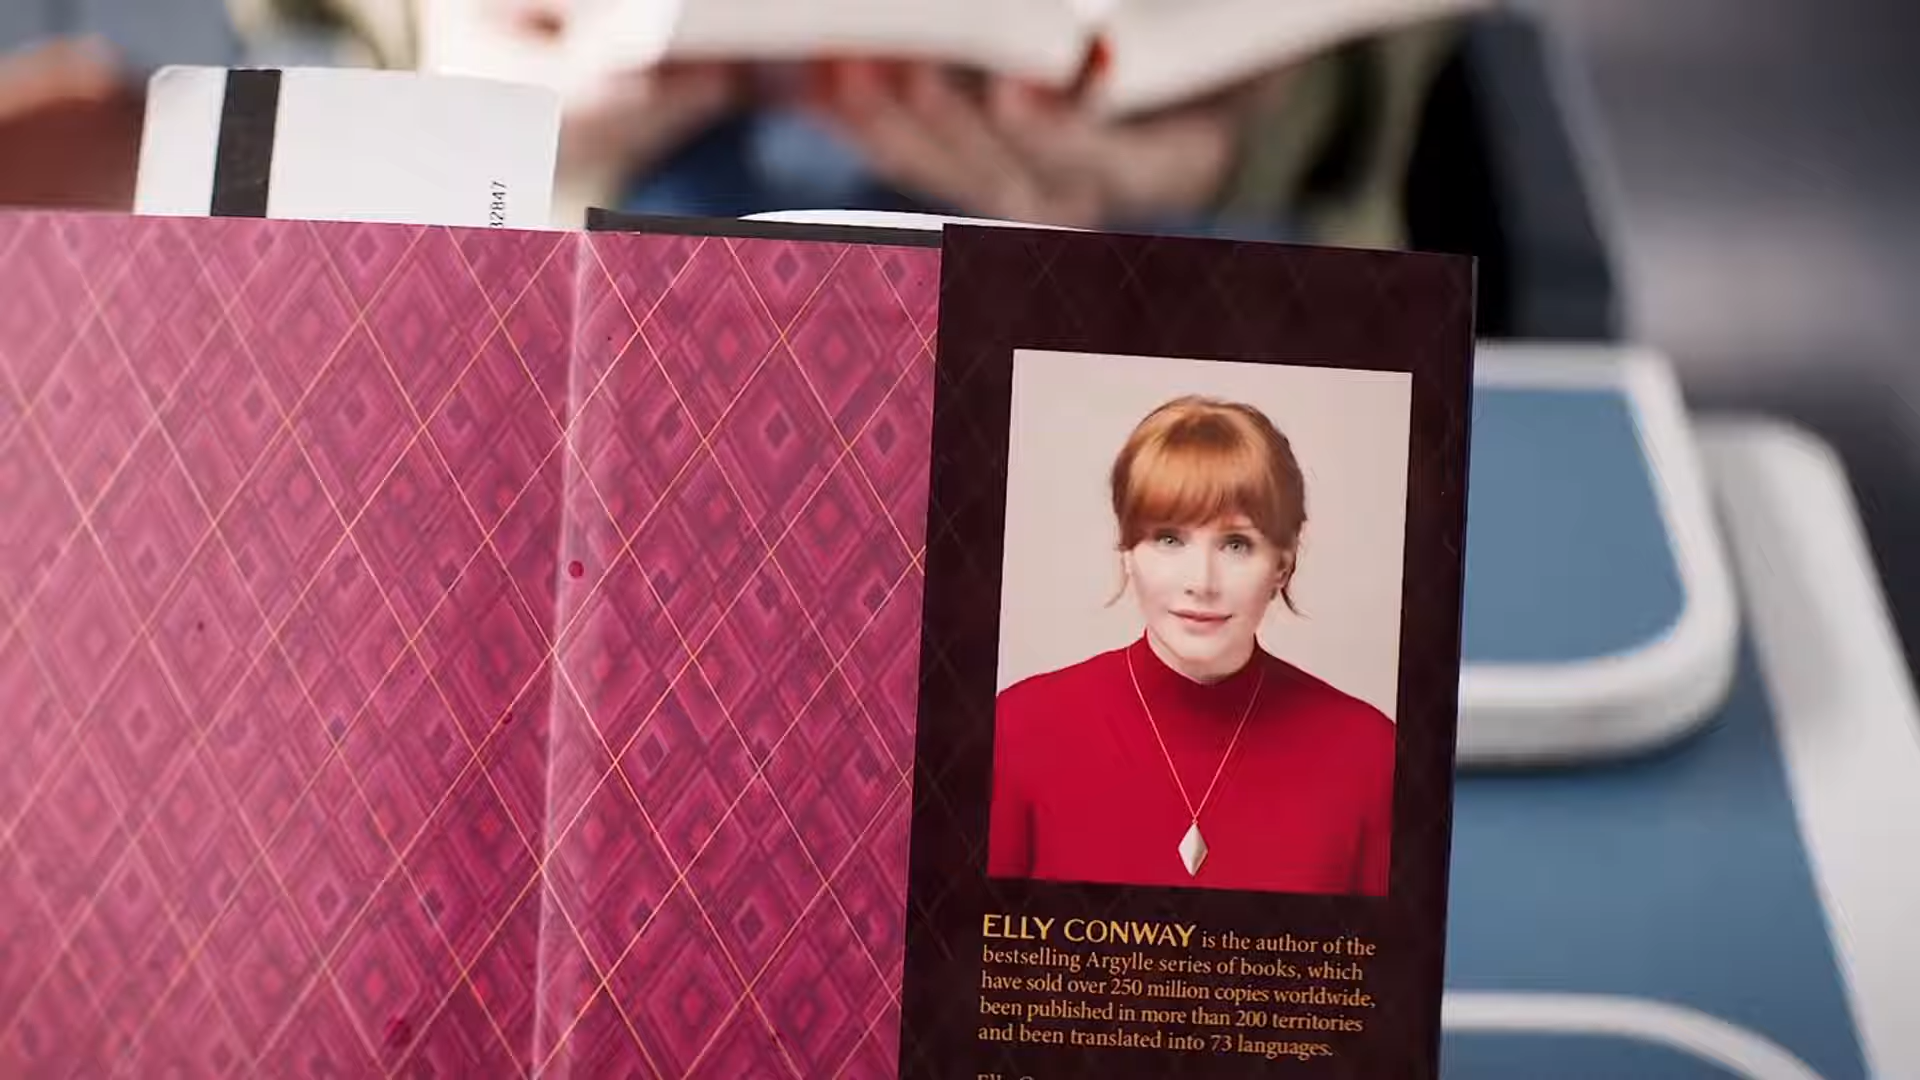 32847
ELLY CONWAY is the author of the
bestselling Argylle series of books, which
have sold over 250 million copies worldwide,
been published in more than 200 territories
and been translated into 73 languages.